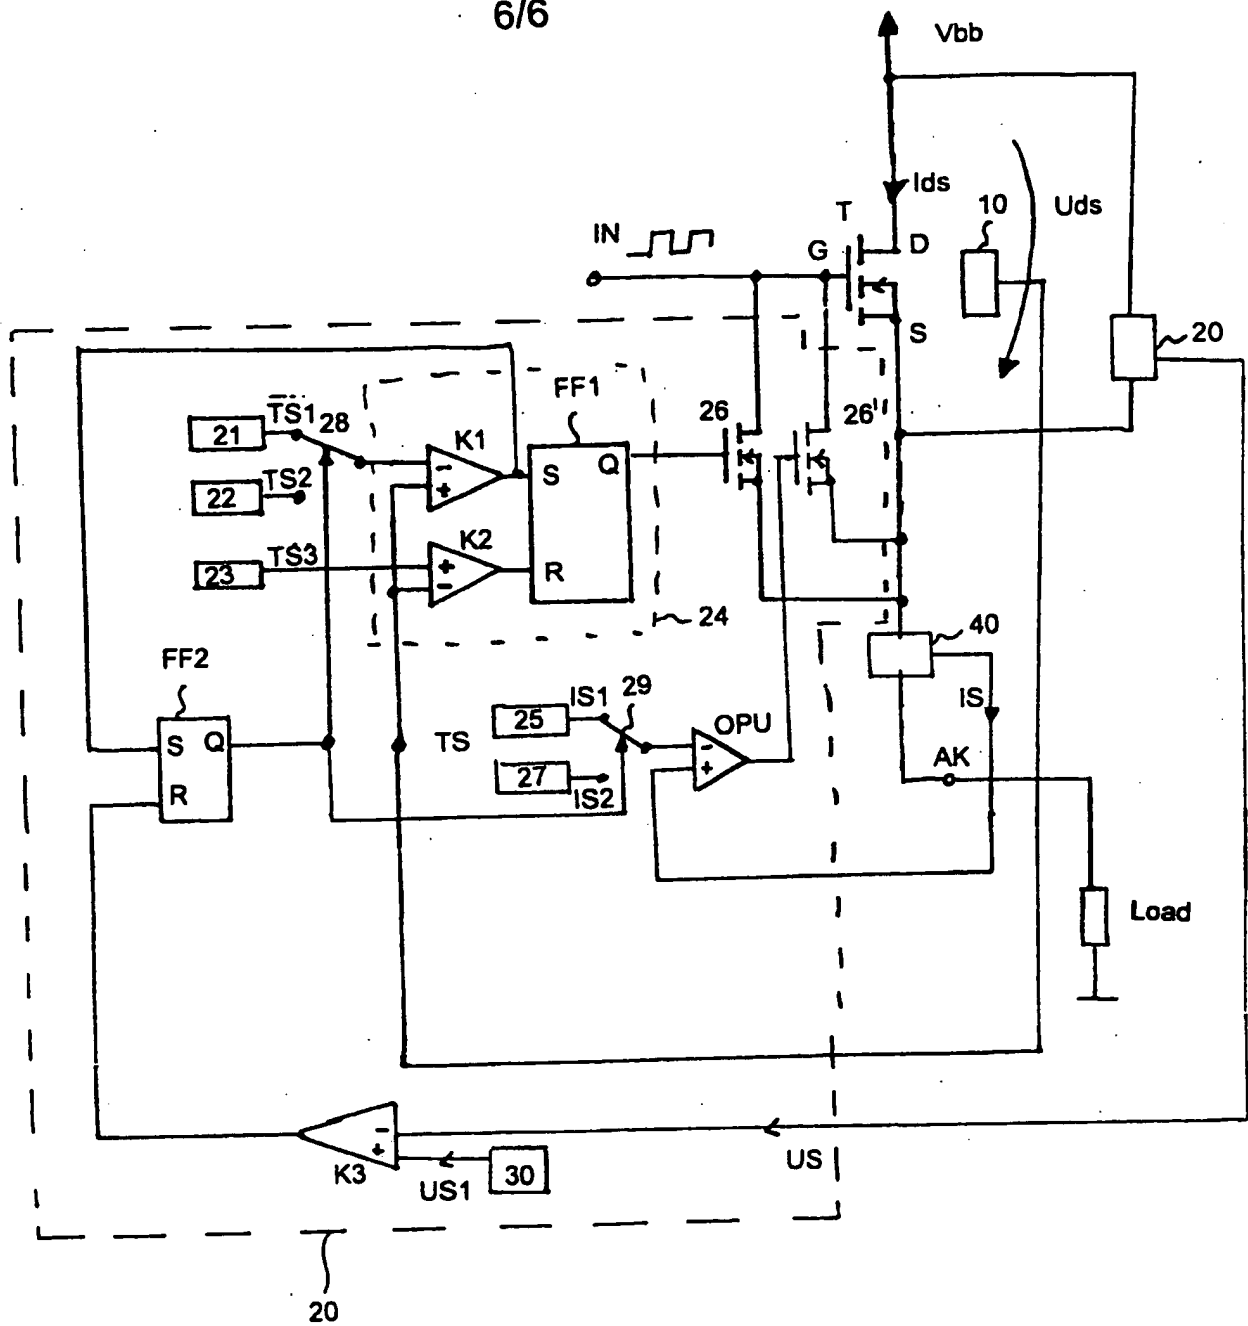 6/6
Vbb
Ids
T
10
Uds
IN
G
D
S
20
FF1
TS1
28
21
K1
26
26'
S
Q
TS2
22
K2
TS3
23
R
24
40
FF2
IS1
29
25
IS
S
Q
TS
OPU
AK
27
IS2
R
+
-
Load
-
+
K3
US
US1
30
20